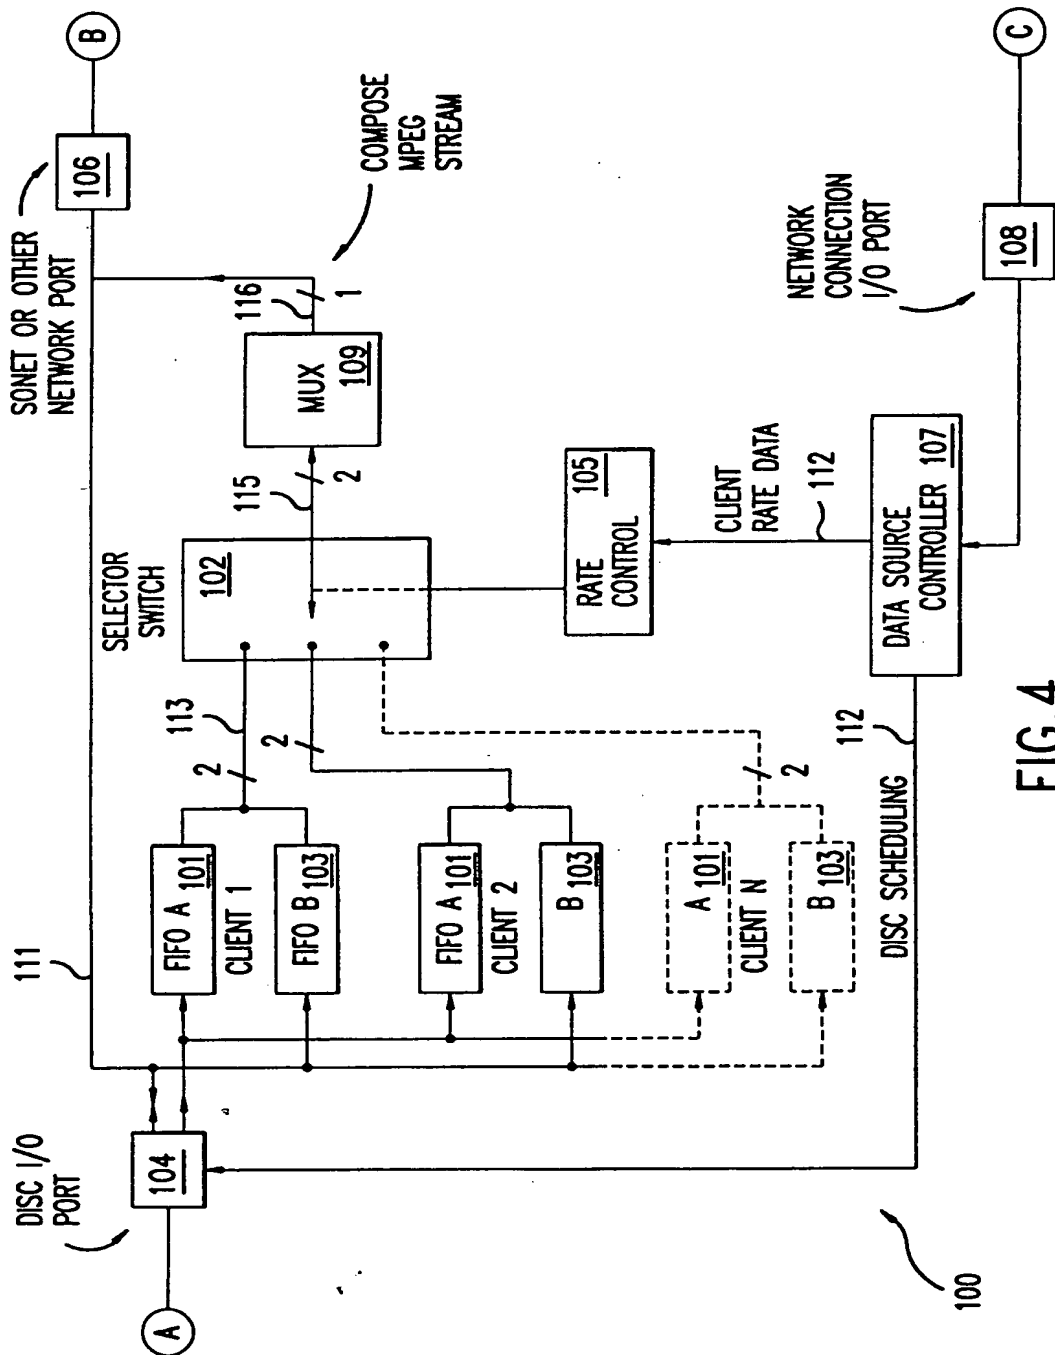 A
DISC I/O
PORT
104
111
FIFO A 101
CLIENT 1
FIFO B 103
FIFO A 101
CLIENT 2
B 103
A 101
CLIENT N
B 103
2
113
2
2
SELECTOR
SWITCH
102
115
2
MUX
109
116
1
COMPOSE
MPEG
STREAM
SONET OR OTHER
NETWORK PORT
106
B
RATE
CONTROL
105
CLIENT
RATE DATA
112
DATA SOURCE
CONTROLLER 107
DISC SCHEDULING
112
NETWORK
CONNECTION
I/O PORT
108
C
100
FIG.4